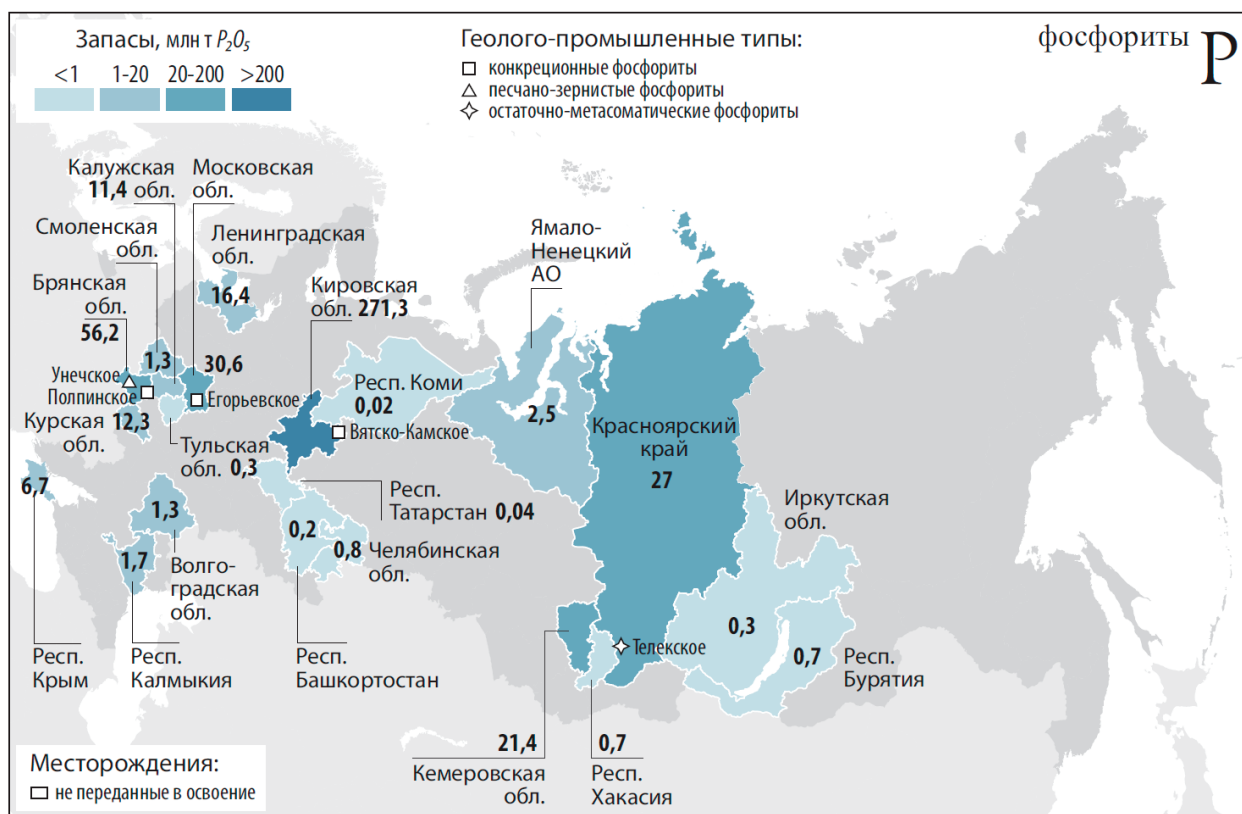 Запасы, млн т P₂O₅
<1 1-20 20-200 >200
Геолого-промышленные типы:
конкреционные фосфориты
песчано-зернистые фосфориты
остаточно-метасоматические фосфориты
фосфориты P
Калужская
11,4 обл.
Московская
обл.
Смоленская
обл.
Ленинградская
обл.
16,4
Брянская
обл.
56,2
Кировская
обл. 271,3
Ямало-
Ненецкий
АО
1,3
30,6
Унечское
Полпинское
Егорьевское
Курская
обл.
12,3
Тульская
обл. 0,3
Респ. Коми
0,02
Вятско-Камское
2,5
Красноярский
край
27
6,7
1,3
1,7
Волго-
градская
обл.
Респ.
Татарстан 0,04
0,2
0,8 Челябинская
обл.
Иркутская
обл.
0,3
0,7
Телекское
Респ.
Крым
Респ.
Калмыкия
Респ.
Башкортостан
Респ.
Бурятия
21,4
Кемеровская
обл.
0,7
Респ.
Хакасия
Месторождения:
не переданные в освоение